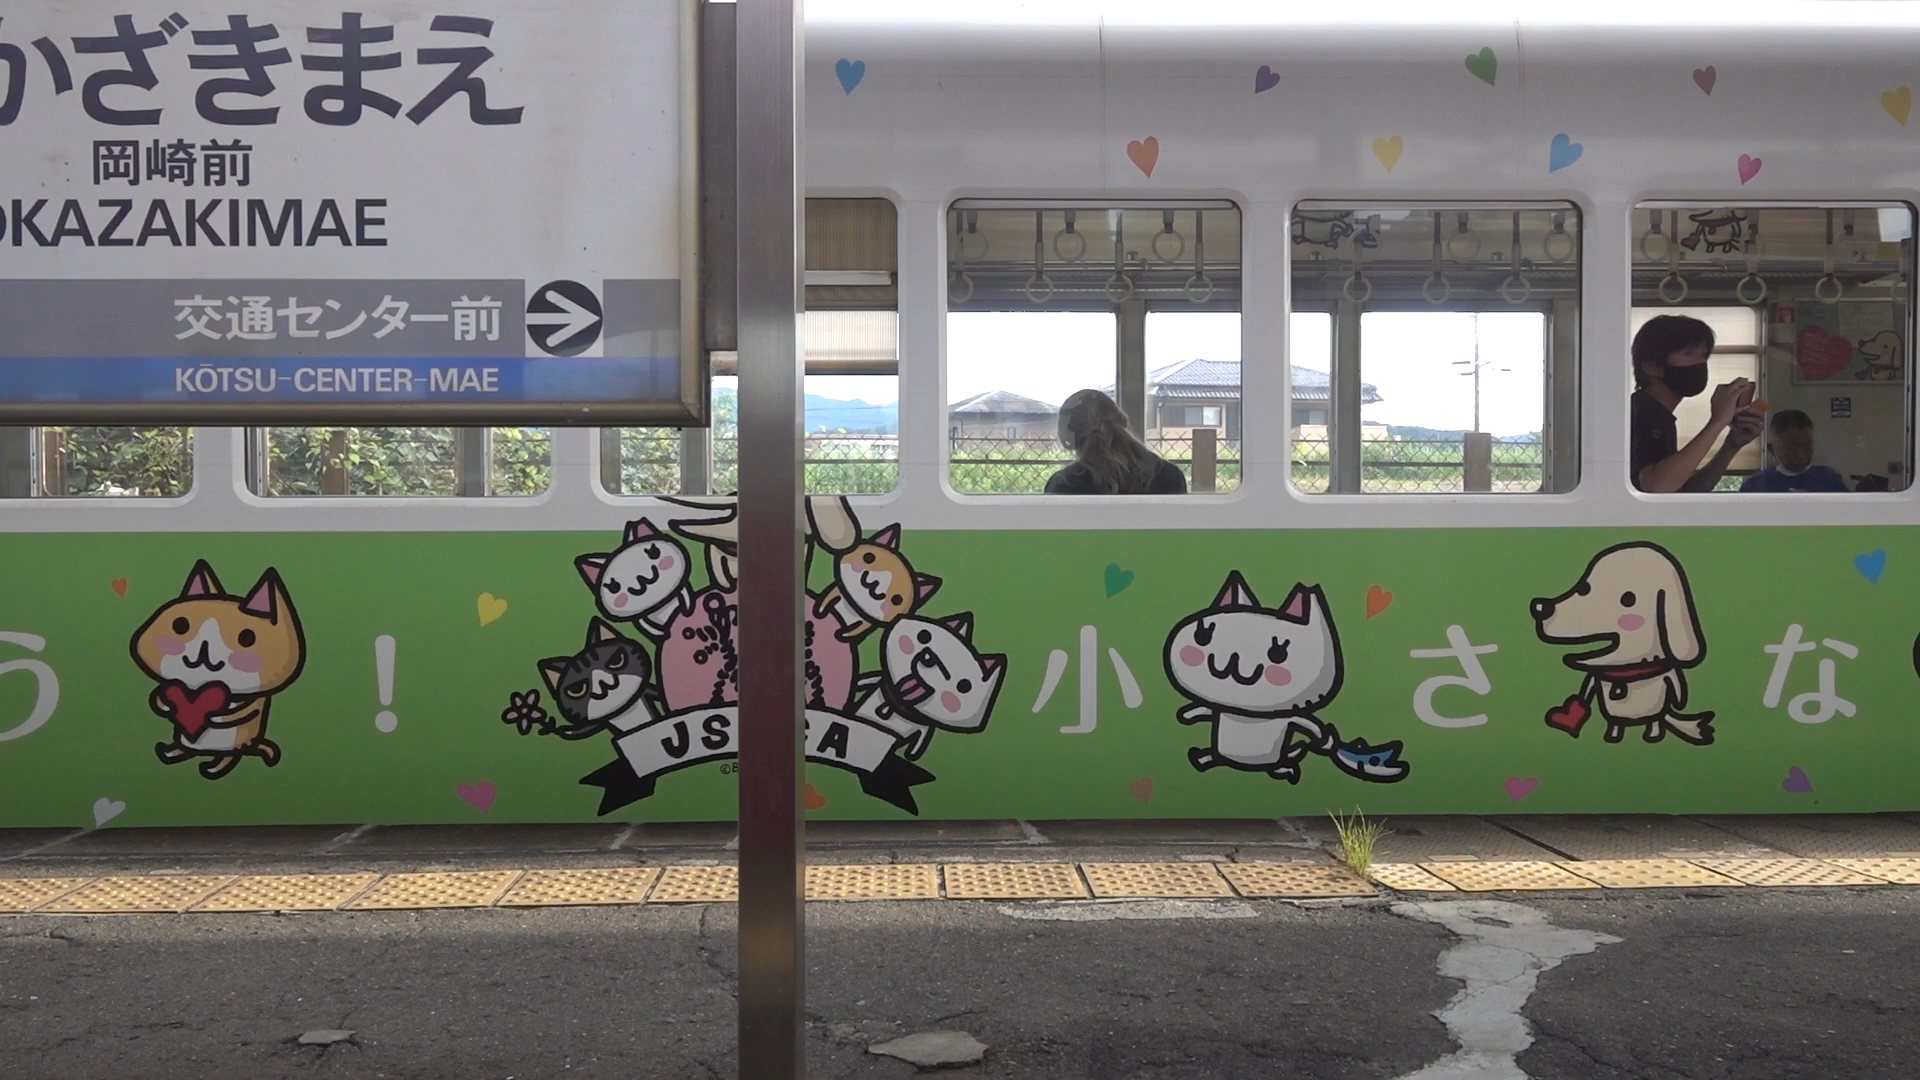 かざきまえ
岡崎前
OKAZAKIMAE
交通センター前
KŌTSU-CENTER-MAE
う！
小さな